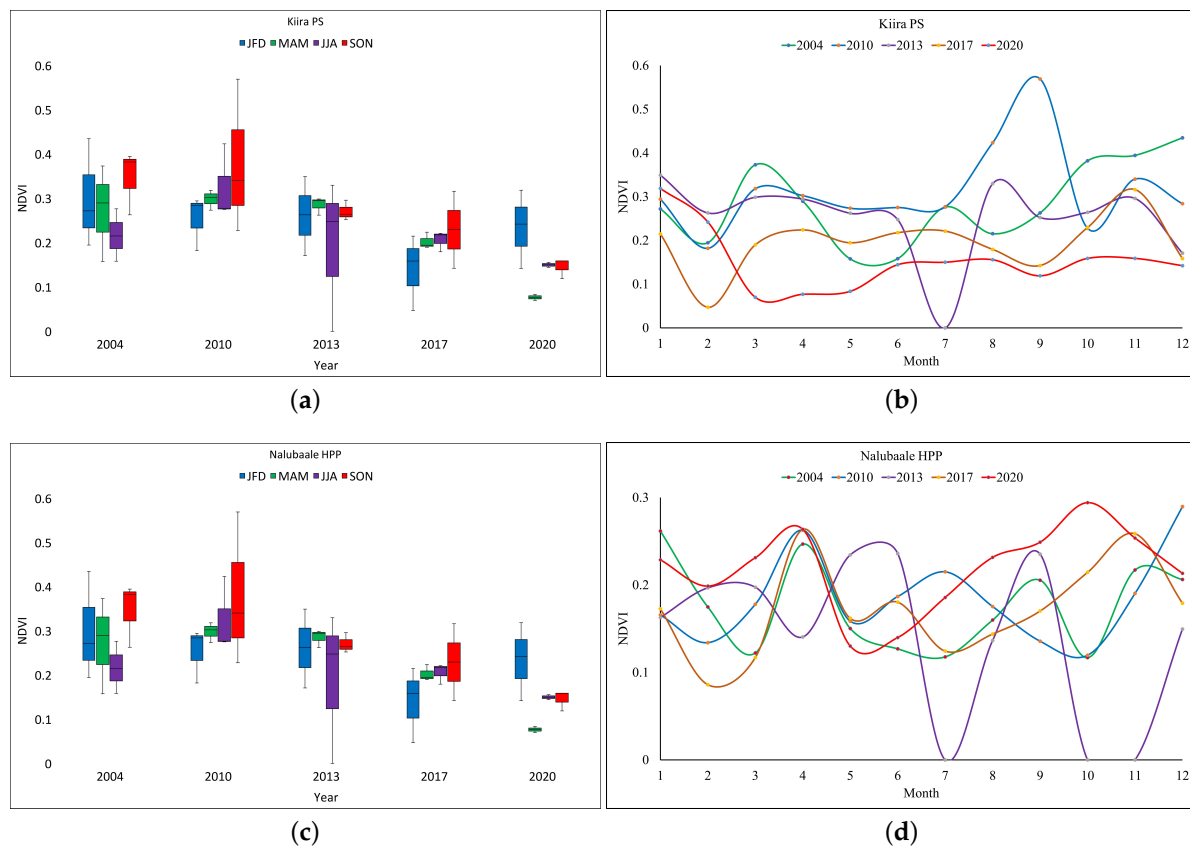 Kiira PS
JFD MAM JJA SON
NDVI
0.6
0.5
0.4
0.3
0.2
0.1
0
2004 2010 2013 2017 2020
Year
(a)
Kiira PS
2004 2010 2013 2017 2020
NDVI
0.6
0.5
0.4
0.3
0.2
0.1
0
1 2 3 4 5 6 7 8 9 10 11 12
Month
(b)
Nalubaale HPP
JFD MAM JJA SON
NDVI
0.6
0.5
0.4
0.3
0.2
0.1
0
2004 2010 2013 2017 2020
Year
(c)
Nalubaale HPP
2004 2010 2013 2017 2020
NDVI
0.3
0.2
0.1
0
1 2 3 4 5 6 7 8 9 10 11 12
Month
(d)